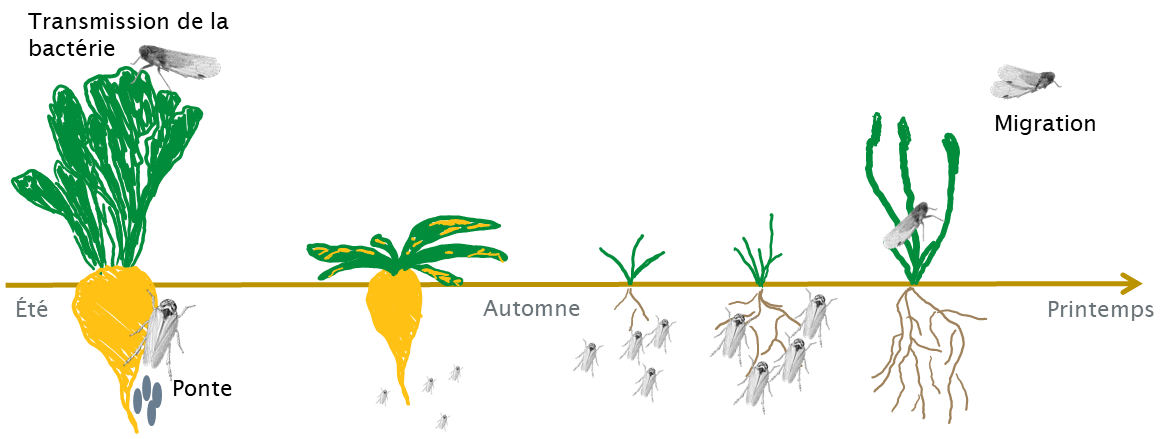 Transmission de la
bactérie
Migration
Été
Automne
Printemps
Ponte